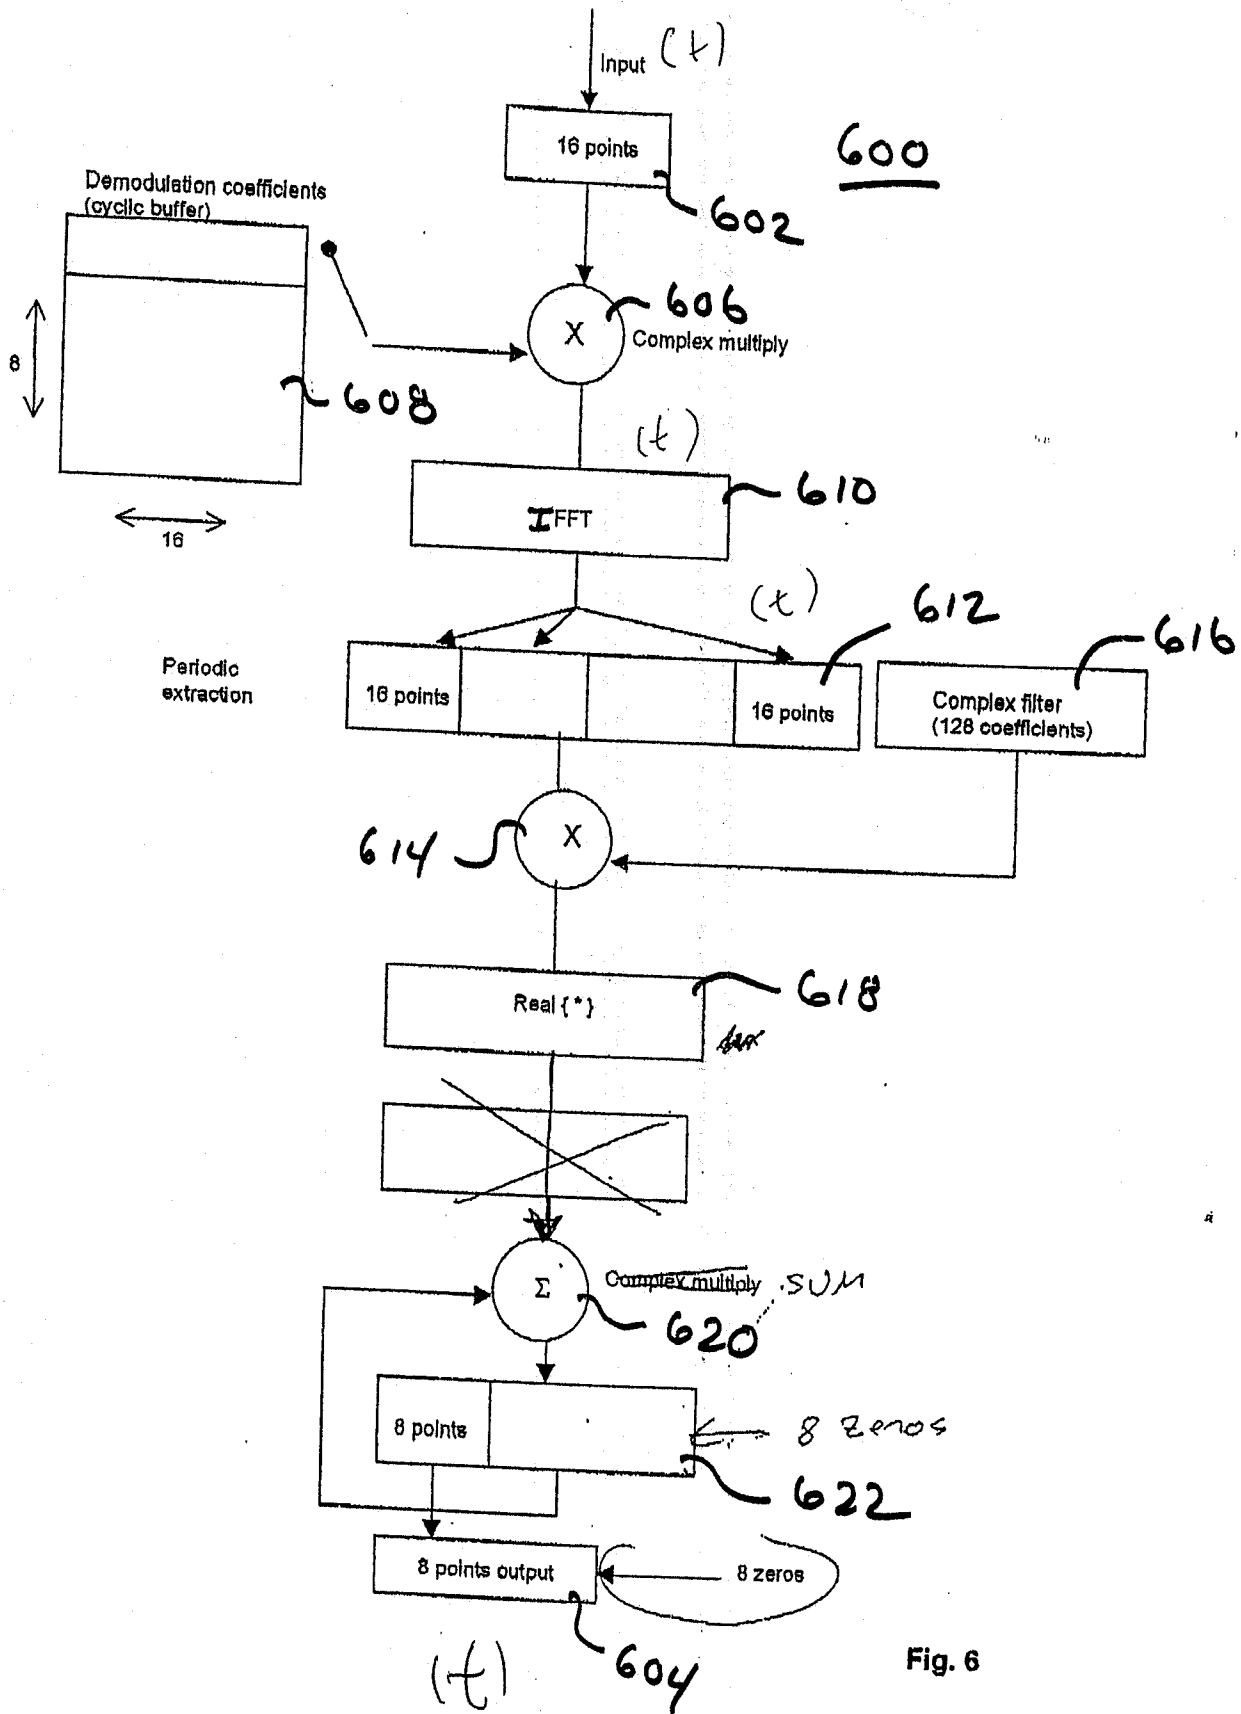 Input (t)
16 points
600
602
Demodulation coefficients
(cyclic buffer)
X
606
Complex multiply
8
608
16
(t)
IFFT
610
(t)
612
616
Periodic
extraction
16 points
16 points
Complex filter
(128 coefficients)
614
X
Real {*}
618
Σ
Complex multiply SUM
620
8 points
8 zeros
622
8 points output
8 zeros
604
(t)
Fig. 6